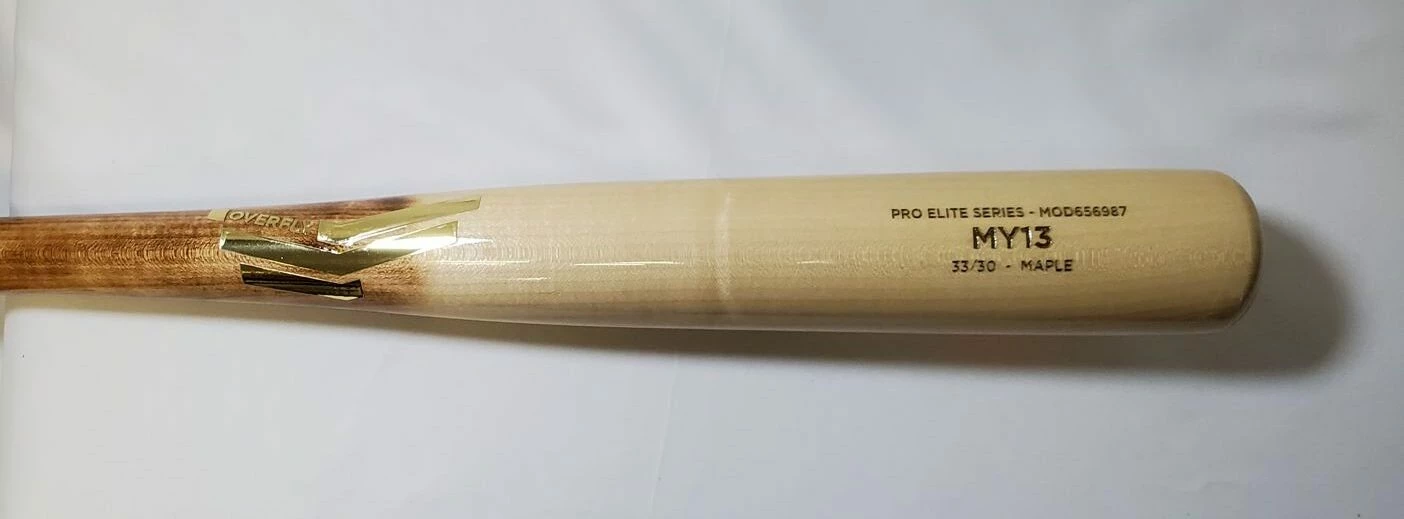 OVERFLY
PRO ELITE SERIES - MOD656987
MY13
33/30 - MAPLE